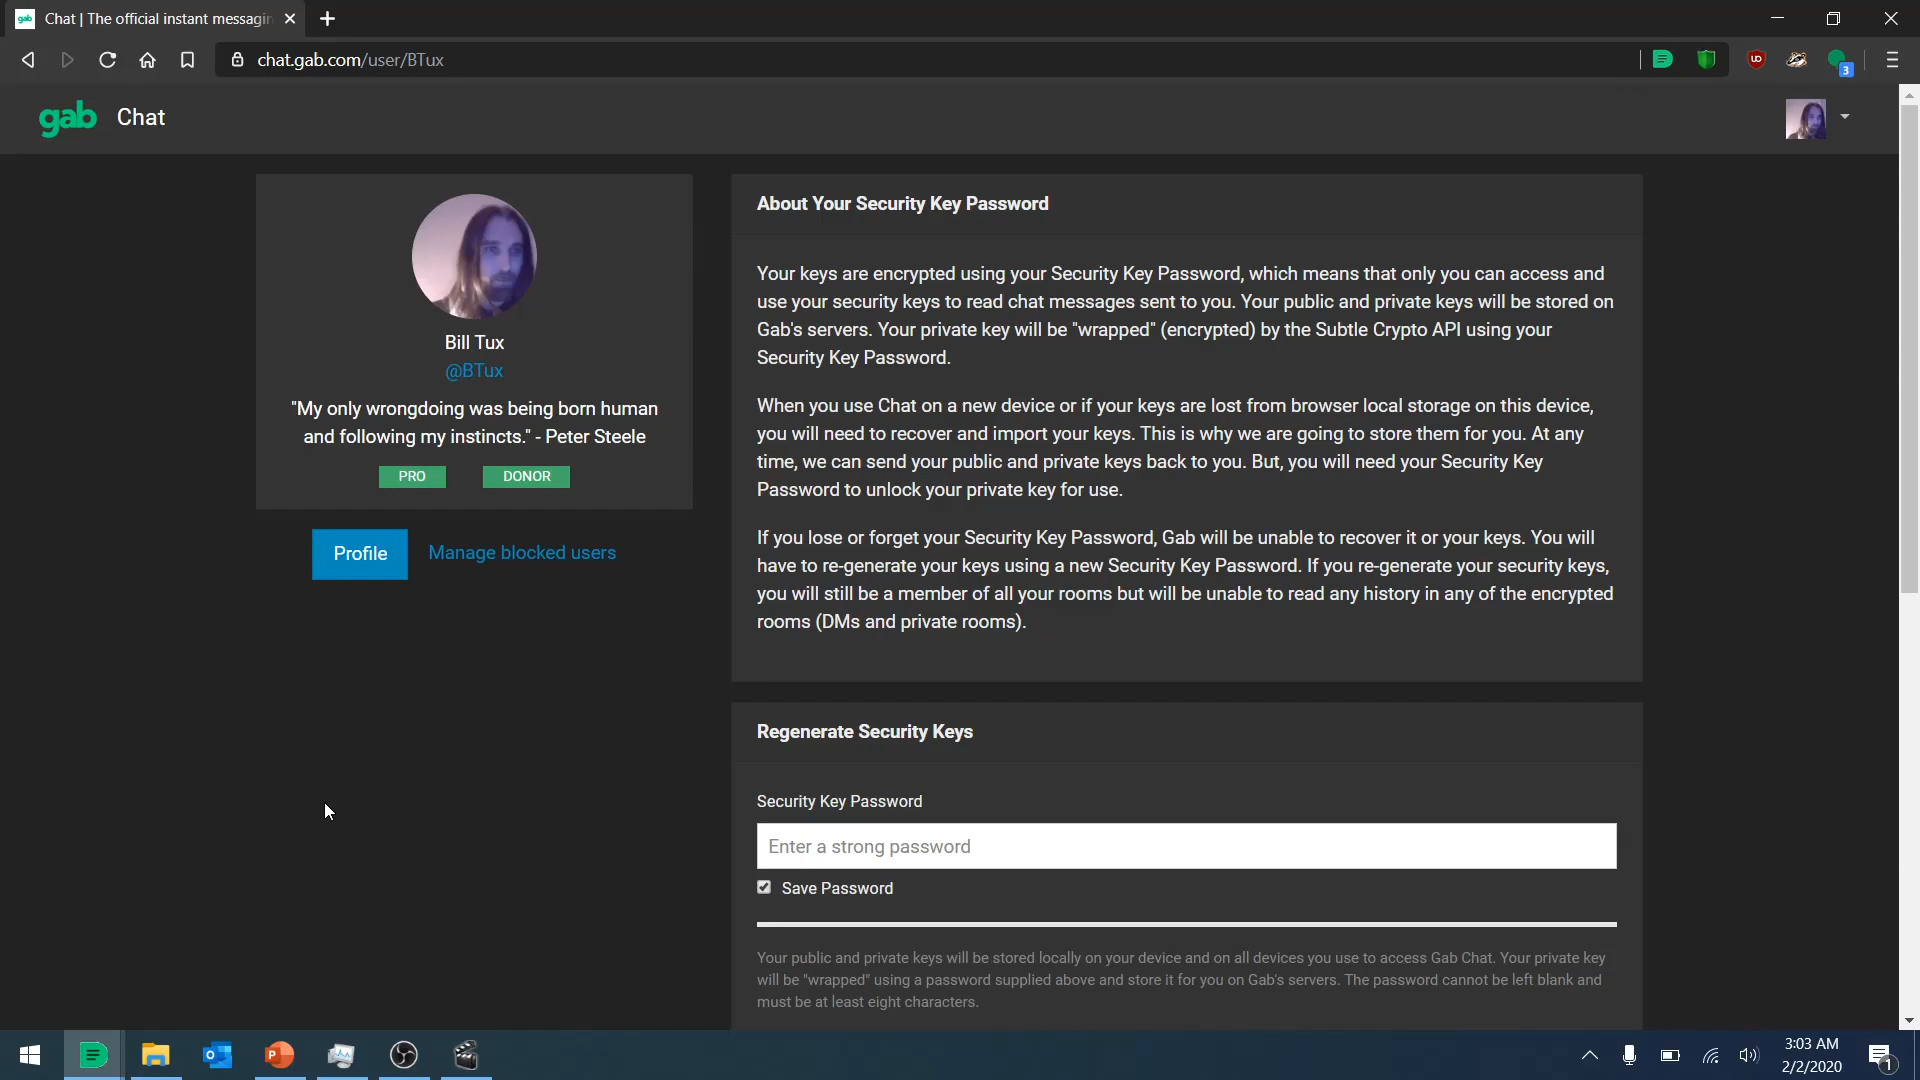 gab
Chat | The official instant messagin
chat.gab.com/user/BTux
UO
3
gab Chat
Bill Tux
@BTux
"My only wrongdoing was being born human
and following my instincts." - Peter Steele
PRO DONOR
Profile Manage blocked users
About Your Security Key Password
Your keys are encrypted using your Security Key Password, which means that only you can access and
use your security keys to read chat messages sent to you. Your public and private keys will be stored on
Gab's servers. Your private key will be "wrapped" (encrypted) by the Subtle Crypto API using your
Security Key Password.
When you use Chat on a new device or if your keys are lost from browser local storage on this device,
you will need to recover and import your keys. This is why we are going to store them for you. At any
time, we can send your public and private keys back to you. But, you will need your Security Key
Password to unlock your private key for use.
If you lose or forget your Security Key Password, Gab will be unable to recover it or your keys. You will
have to re-generate your keys using a new Security Key Password. If you re-generate your security keys,
you will still be a member of all your rooms but will be unable to read any history in any of the encrypted
rooms (DMs and private rooms).
Regenerate Security Keys
Security Key Password
Enter a strong password
Save Password
Your public and private keys will be stored locally on your device and on all devices you use to access Gab Chat. Your private key
will be "wrapped" using a password supplied above and store it for you on Gab's servers. The password cannot be left blank and
must be at least eight characters.
3:03 AM
2/2/2020
1